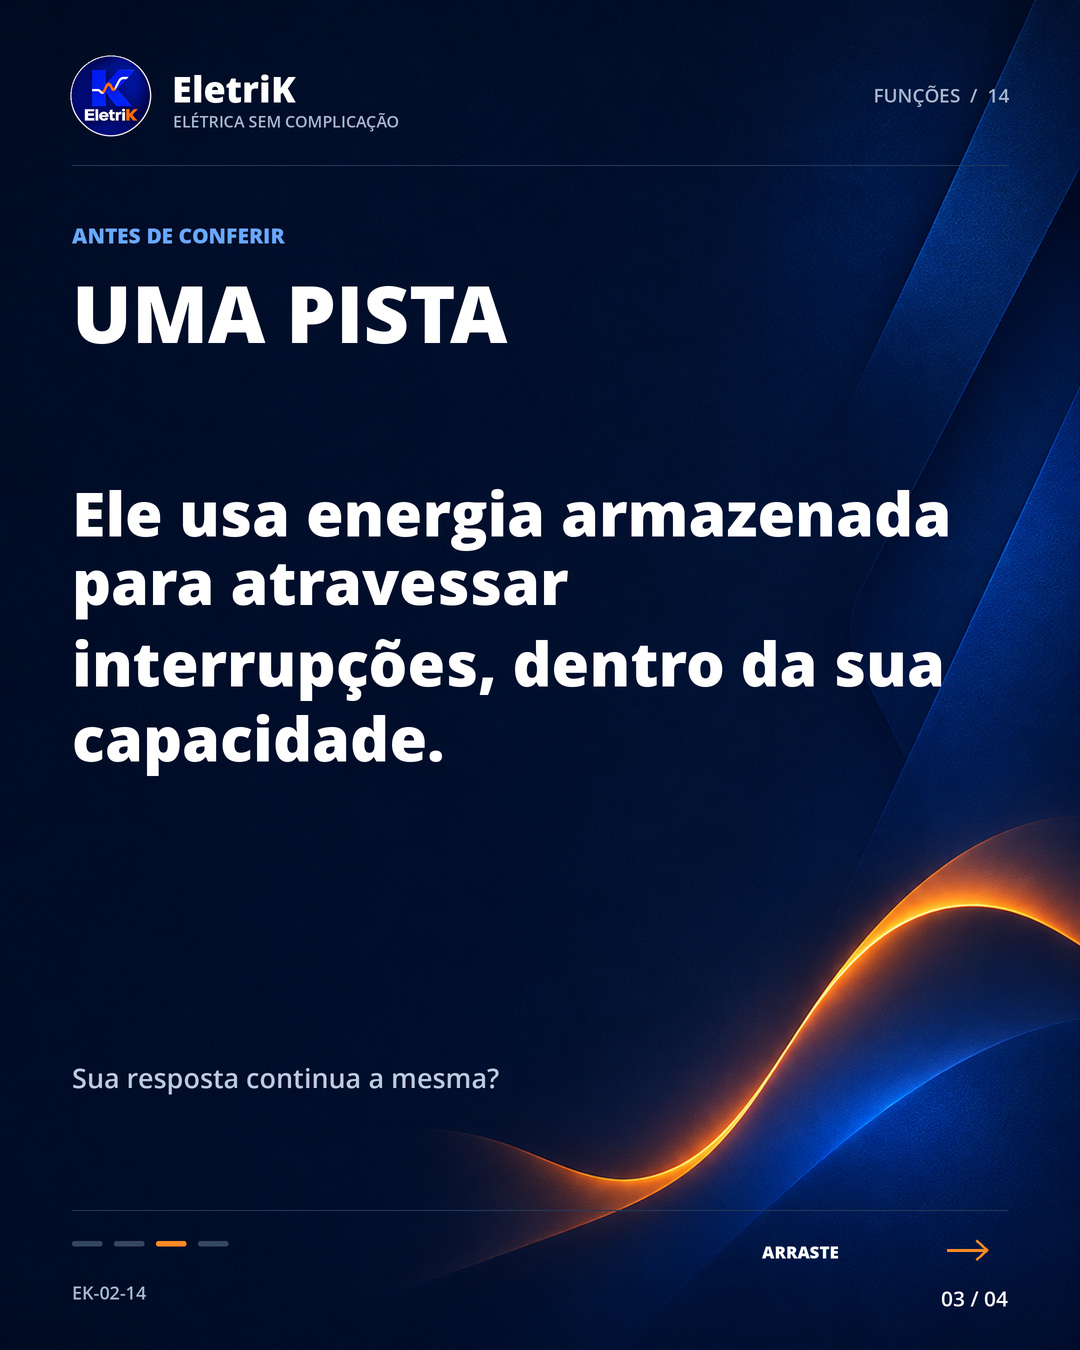 EletriK
EletriK
ELÉTRICA SEM COMPLICAÇÃO
FUNÇÕES / 14
ANTES DE CONFERIR
UMA PISTA
Ele usa energia armazenada
para atravessar
interrupções, dentro da sua
capacidade.
Sua resposta continua a mesma?
ARRASTE
EK-02-14
03 / 04